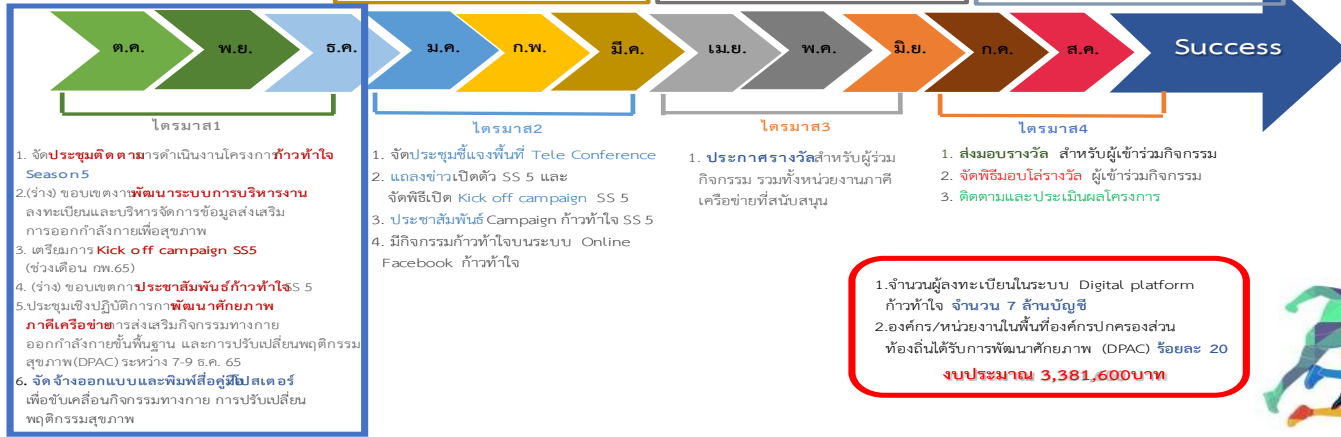 ต.ค. พ.ย. ธ.ค. ม.ค. ก.พ. มี.ค. เม.ย. พ.ค. มิ.ย. ก.ค. ส.ค. Success
ไตรมาส1
1. จัดประชุมติดตามการดำเนินงานโครงการก้าวท้าใจ
Season5
2.(ร่าง) ขอบเขตงานพัฒนาระบบการบริหารงาน
ลงทะเบียนและบริหารจัดการข้อมูลส่งเสริม
การออกกำลังกายเพื่อสุขภาพ
3. เตรียมการ Kick off campaign SS5
(ช่วงเดือน กพ.65)
4. (ร่าง) ขอบเขตการประชาสัมพันธ์ก้าวท้าใจ SS 5
5.ประชุมเชิงปฏิบัติการการพัฒนาศักยภาพ
ภาคีเครือข่ายการส่งเสริมกิจกรรมทางกาย
ออกกำลังกายขั้นพื้นฐาน และการปรับเปลี่ยนพฤติกรรม
สุขภาพ(DPAC) ระหว่าง 7-9 ธ.ค. 65
6. จัดจ้างออกแบบและพิมพ์สื่อคู่มือโปสเตอร์
เพื่อขับเคลื่อนกิจกรรมทางกาย การปรับเปลี่ยน
พฤติกรรมสุขภาพ
ไตรมาส2
1. จัดประชุมชี้แจงพื้นที่ Tele Conference
2. แถลงข่าวเปิดตัว SS 5 และ
จัดพิธีเปิด Kick off campaign SS 5
3. ประชาสัมพันธ์ Campaign ก้าวท้าใจ SS 5
4. มีกิจกรรมก้าวท้าใจบนระบบ Online
Facebook ก้าวท้าใจ
ไตรมาส3
1. ประกาศรางวัลสำหรับผู้ร่วม
กิจกรรม รวมทั้งหน่วยงานภาคี
เครือข่ายที่สนับสนุน
ไตรมาส4
1. ส่งมอบรางวัล สำหรับผู้เข้าร่วมกิจกรรม
2. จัดพิธีมอบโล่รางวัล ผู้เข้าร่วมกิจกรรม
3. ติดตามและประเมินผลโครงการ
1.จำนวนผู้ลงทะเบียนในระบบ Digital platform
ก้าวท้าใจ จำนวน 7 ล้านบัญชี
2.องค์กร/หน่วยงานในพื้นที่องค์กรปกครองส่วน
ท้องถิ่นได้รับการพัฒนาศักยภาพ (DPAC) ร้อยละ 20
งบประมาณ 3,381,600บาท